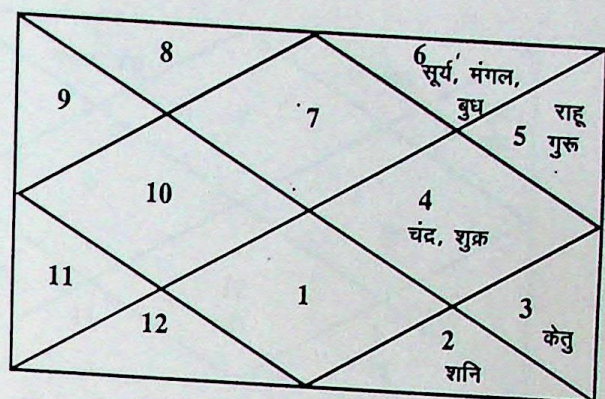 8
6
सूर्य, मंगल,
बुध
9
7
राहू
5 गुरू
10
4
चंद्र, शुक्र
11
1
3
केतु
12
2
शनि